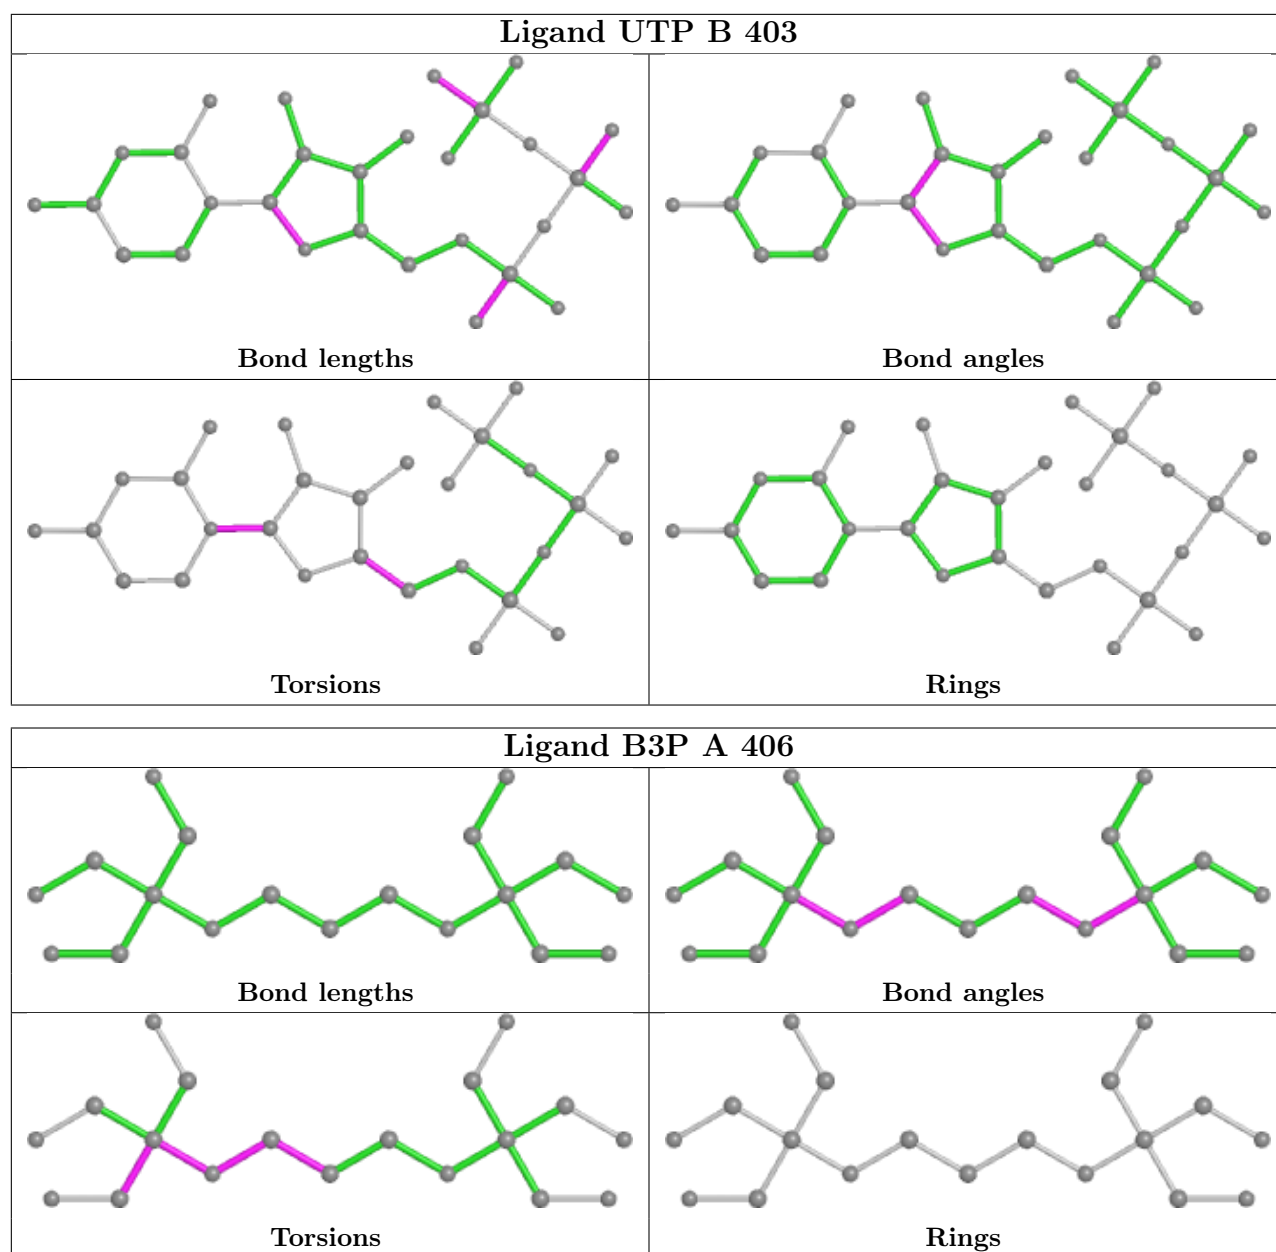 Ligand UTP B 403
Bond lengths
Bond angles
Torsions
Rings
Ligand B3P A 406
Bond lengths
Bond angles
Torsions
Rings